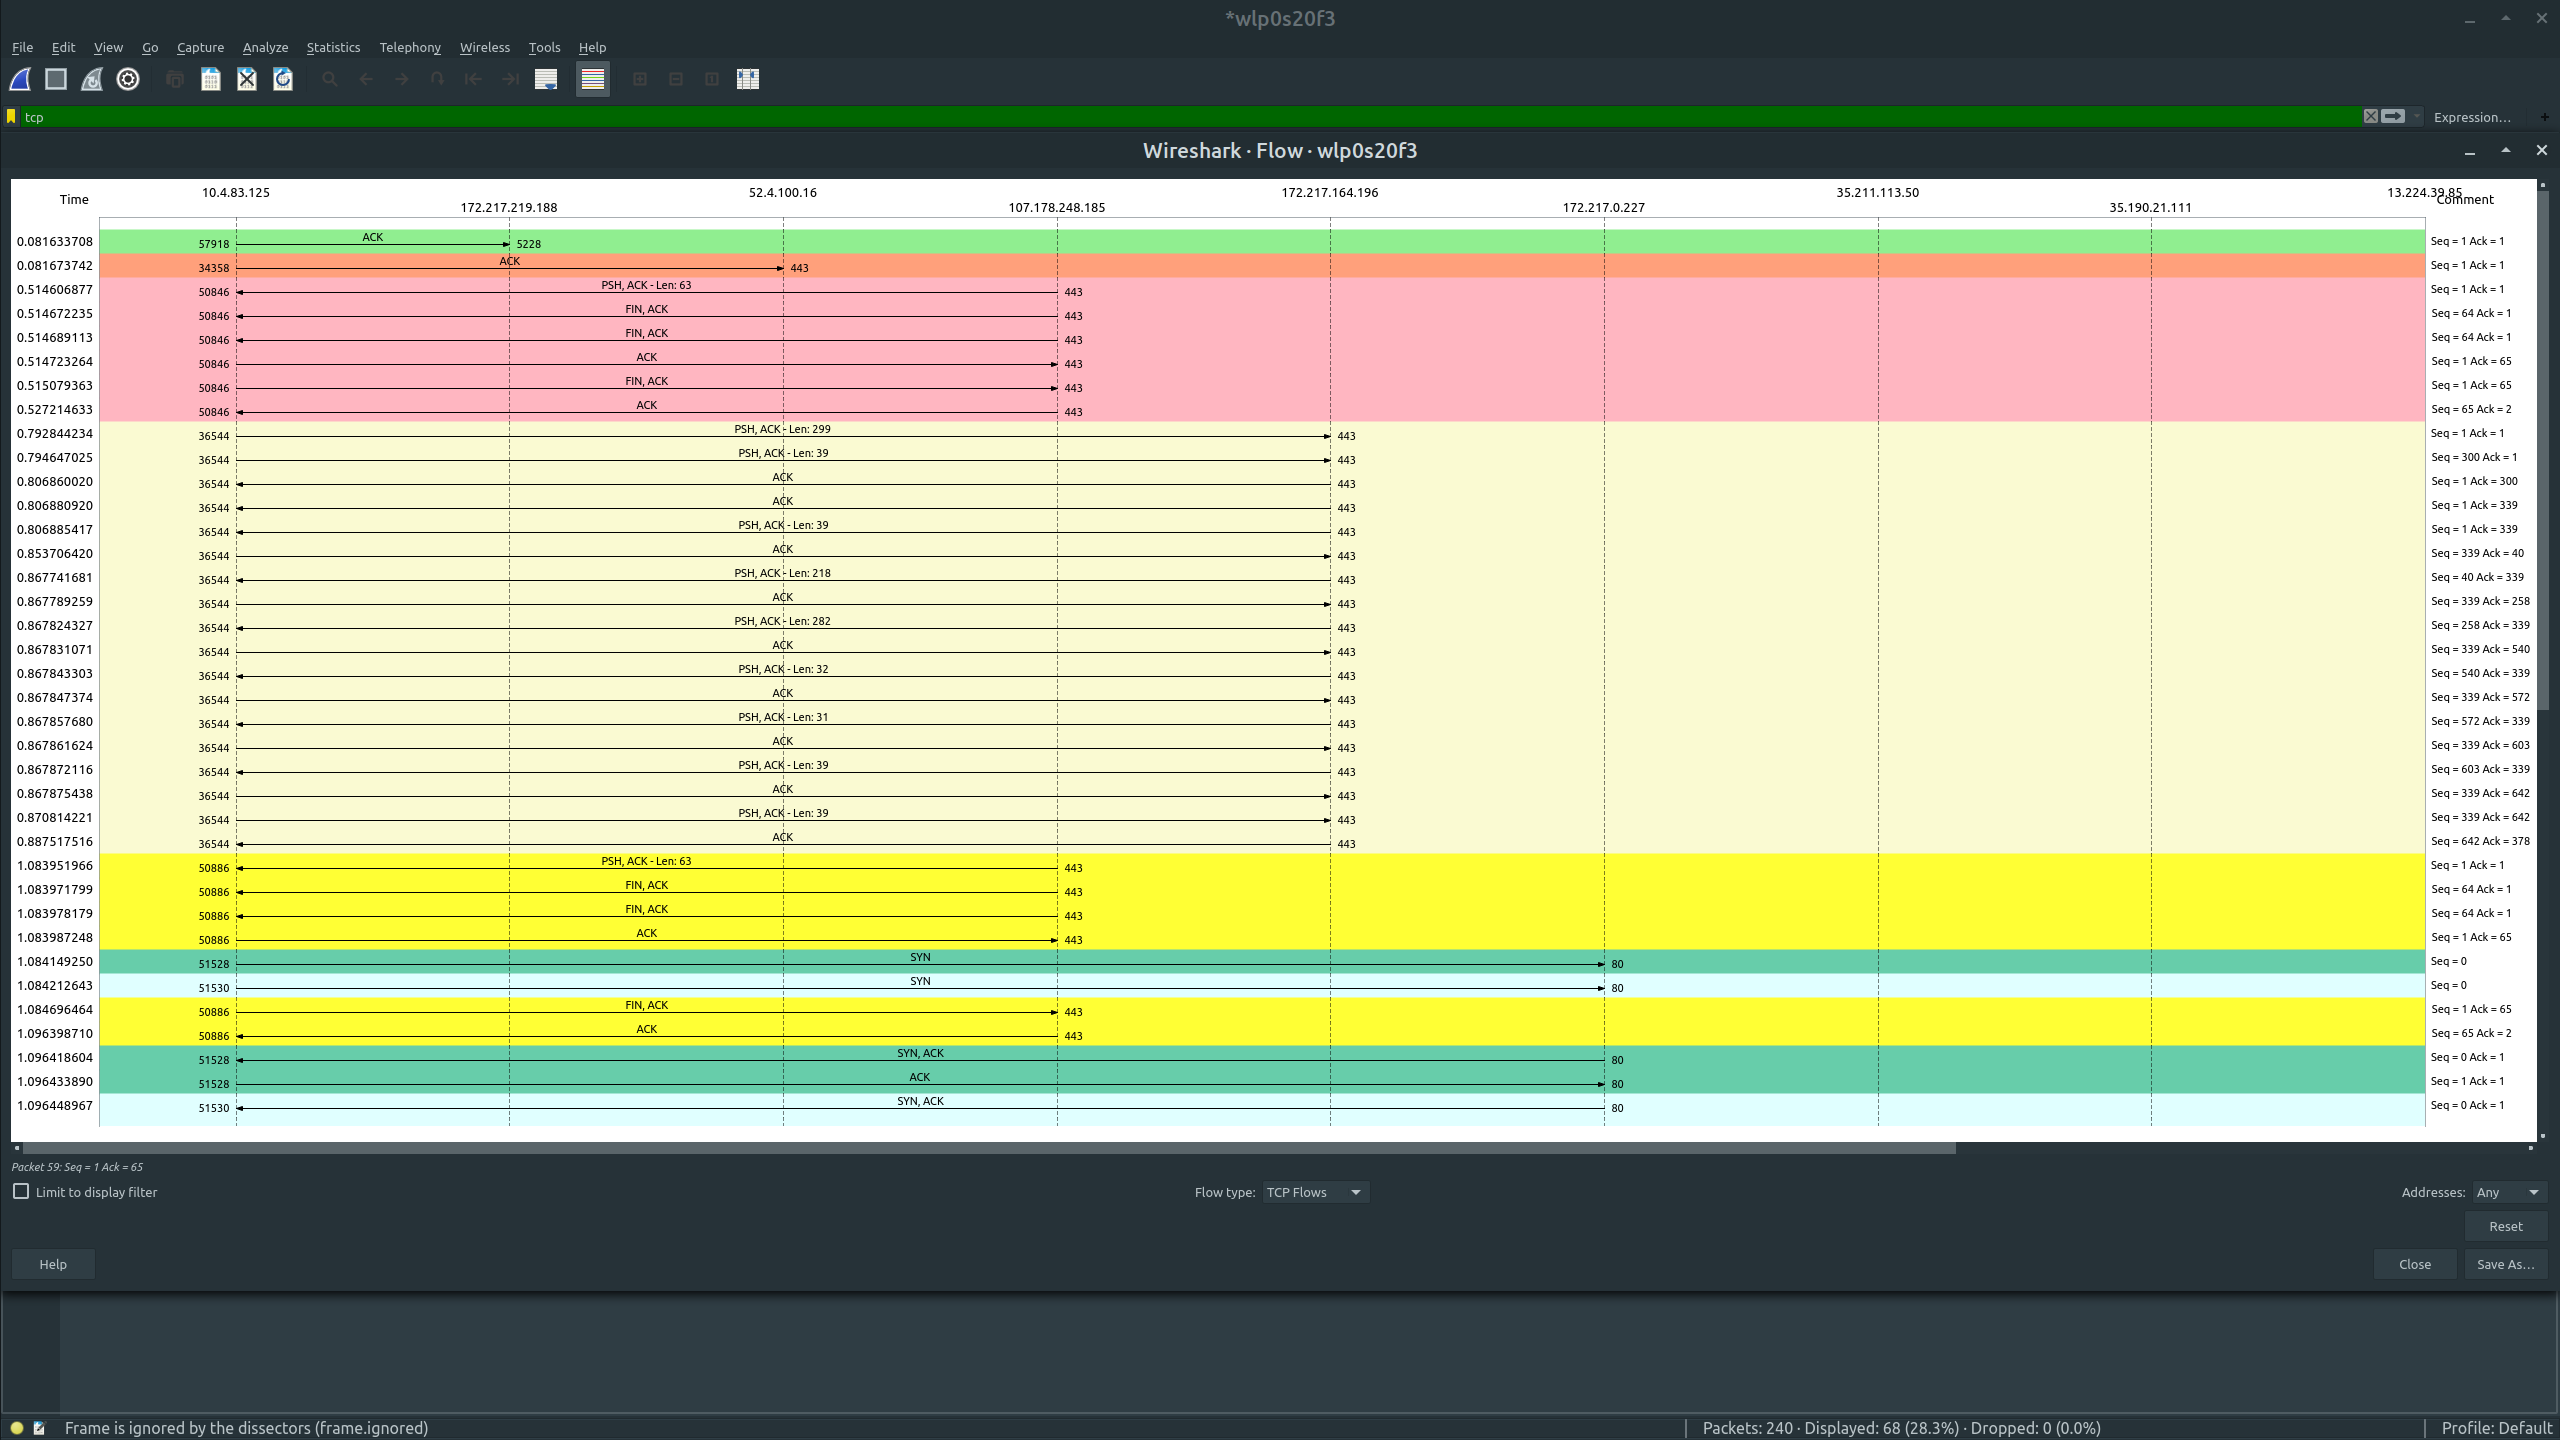 *wlp0s20f3
File Edit View Go Capture Analyze Statistics Telephony Wireless Tools Help
tcp Expression… +
Wireshark · Flow · wlp0s20f3
Time 10.4.83.125 172.217.219.188 52.4.100.16 107.178.248.185 172.217.164.196 172.217.0.227 35.211.113.50 35.190.21.111 13.224.39.85 Comment
0.081633708 57918 ACK 5228 Seq = 1 Ack = 1
0.081673742 34358 ACK 443 Seq = 1 Ack = 1
0.514606877 50846 PSH, ACK - Len: 63 443 Seq = 1 Ack = 1
0.514672235 50846 FIN, ACK 443 Seq = 64 Ack = 1
0.514689113 50846 FIN, ACK 443 Seq = 64 Ack = 1
0.514723264 50846 ACK 443 Seq = 1 Ack = 65
0.515079363 50846 FIN, ACK 443 Seq = 1 Ack = 65
0.527214633 50846 ACK 443 Seq = 65 Ack = 2
0.792844234 36544 PSH, ACK - Len: 299 443 Seq = 1 Ack = 1
0.794647025 36544 PSH, ACK - Len: 39 443 Seq = 300 Ack = 1
0.806860020 36544 ACK 443 Seq = 1 Ack = 300
0.806880920 36544 ACK 443 Seq = 1 Ack = 339
0.806885417 36544 PSH, ACK - Len: 39 443 Seq = 1 Ack = 339
0.853706420 36544 ACK 443 Seq = 339 Ack = 40
0.867741681 36544 PSH, ACK - Len: 218 443 Seq = 40 Ack = 339
0.867789259 36544 ACK 443 Seq = 339 Ack = 258
0.867824327 36544 PSH, ACK - Len: 282 443 Seq = 258 Ack = 339
0.867831071 36544 ACK 443 Seq = 339 Ack = 540
0.867843303 36544 PSH, ACK - Len: 32 443 Seq = 540 Ack = 339
0.867847374 36544 ACK 443 Seq = 339 Ack = 572
0.867857680 36544 PSH, ACK - Len: 31 443 Seq = 572 Ack = 339
0.867861624 36544 ACK 443 Seq = 339 Ack = 603
0.867872116 36544 PSH, ACK - Len: 39 443 Seq = 603 Ack = 339
0.867875438 36544 ACK 443 Seq = 339 Ack = 642
0.870814221 36544 PSH, ACK - Len: 39 443 Seq = 339 Ack = 642
0.887517516 36544 ACK 443 Seq = 642 Ack = 378
1.083951966 50886 PSH, ACK - Len: 63 443 Seq = 1 Ack = 1
1.083971799 50886 FIN, ACK 443 Seq = 64 Ack = 1
1.083978179 50886 FIN, ACK 443 Seq = 64 Ack = 1
1.083987248 50886 ACK 443 Seq = 1 Ack = 65
1.084149250 51528 SYN 80 Seq = 0
1.084212643 51530 SYN 80 Seq = 0
1.084696464 50886 FIN, ACK 443 Seq = 1 Ack = 65
1.096398710 50886 ACK 443 Seq = 65 Ack = 2
1.096418604 51528 SYN, ACK 80 Seq = 0 Ack = 1
1.096433890 51528 ACK 80 Seq = 1 Ack = 1
1.096448967 51530 SYN, ACK 80 Seq = 0 Ack = 1
Packet 59: Seq = 1 Ack = 65
Limit to display filter Flow type: TCP Flows Addresses: Any
Reset
Help Close Save As…
Frame is ignored by the dissectors (frame.ignored) Packets: 240 · Displayed: 68 (28.3%) · Dropped: 0 (0.0%) Profile: Default